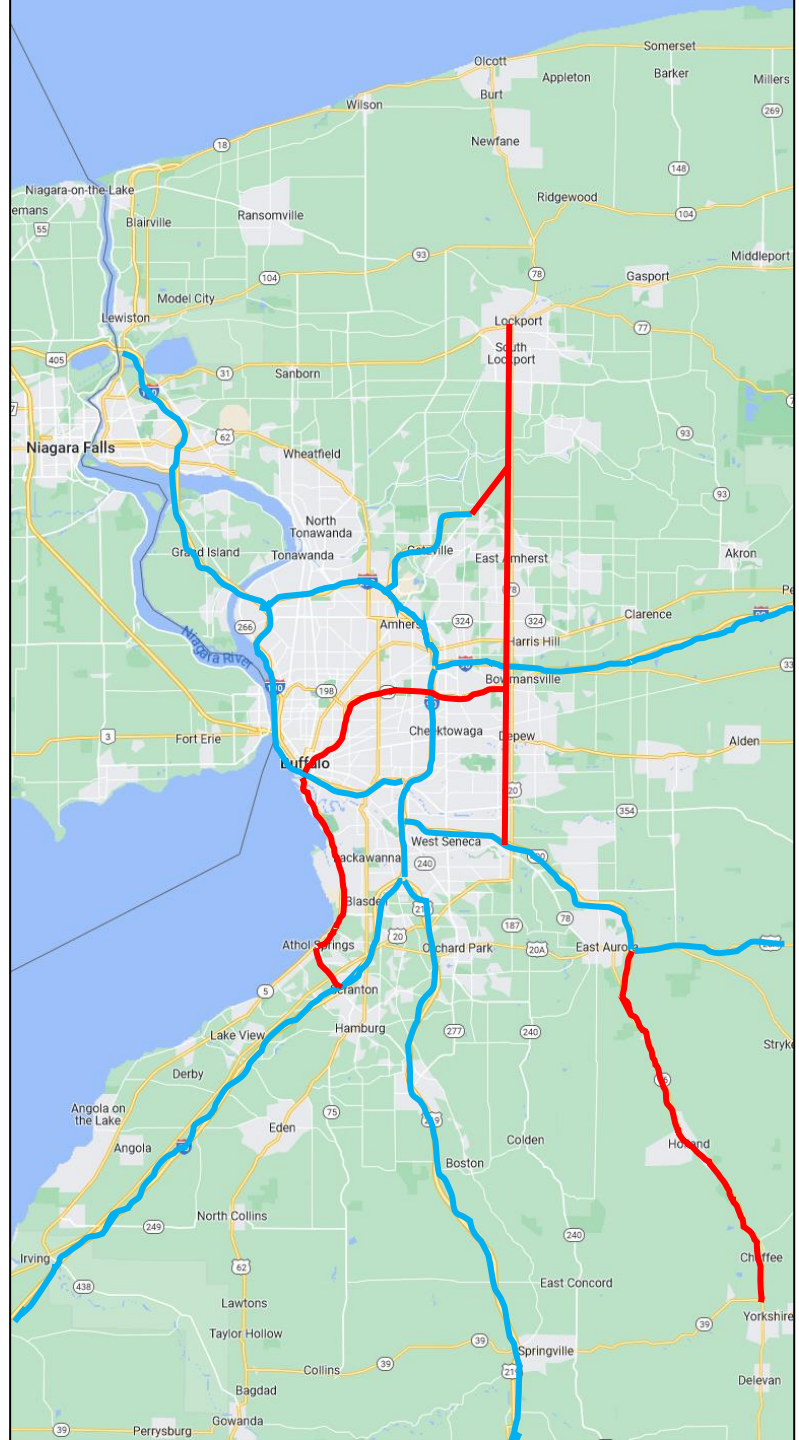 Somerset
Olcott
Appleton
Barker
Millers
Burt
Wilson
269
Newfane
18
148
Niagara-on-the-Lake
Ridgewood
emans
55
Ransomville
104
Blairville
93
Middleport
78
Gasport
104
Model City
Lewiston
Lockport
77
South
Lockport
405
31
Sanborn
93
62
Niagara Falls
Wheatfield
93
North
Tonawanda
Grand Island
Tonawanda
East Amherst
Akron
78
Clarence
266
324
324
Amherst
Harris Hill
Niagara River
33
Bowmansville
190
198
3
Fort Erie
Cheektowaga
Depew
Alden
Buffalo
20
354
West Seneca
Lackawanna
240
Blasdell
78
187
20
Athol Springs
Orchard Park
20A
East Aurora
5
Scranton
Hamburg
277
240
Lake View
Stryke
Derby
Angola on
the Lake
75
219
Eden
Colden
Holland
Angola
Boston
North Collins
249
240
Irving
Chaffee
62
438
East Concord
Lawtons
Yorkshire
39
Taylor Hollow
39
Springville
39
Collins
219
Delevan
Bagdad
Gowanda
39
Perrysburg